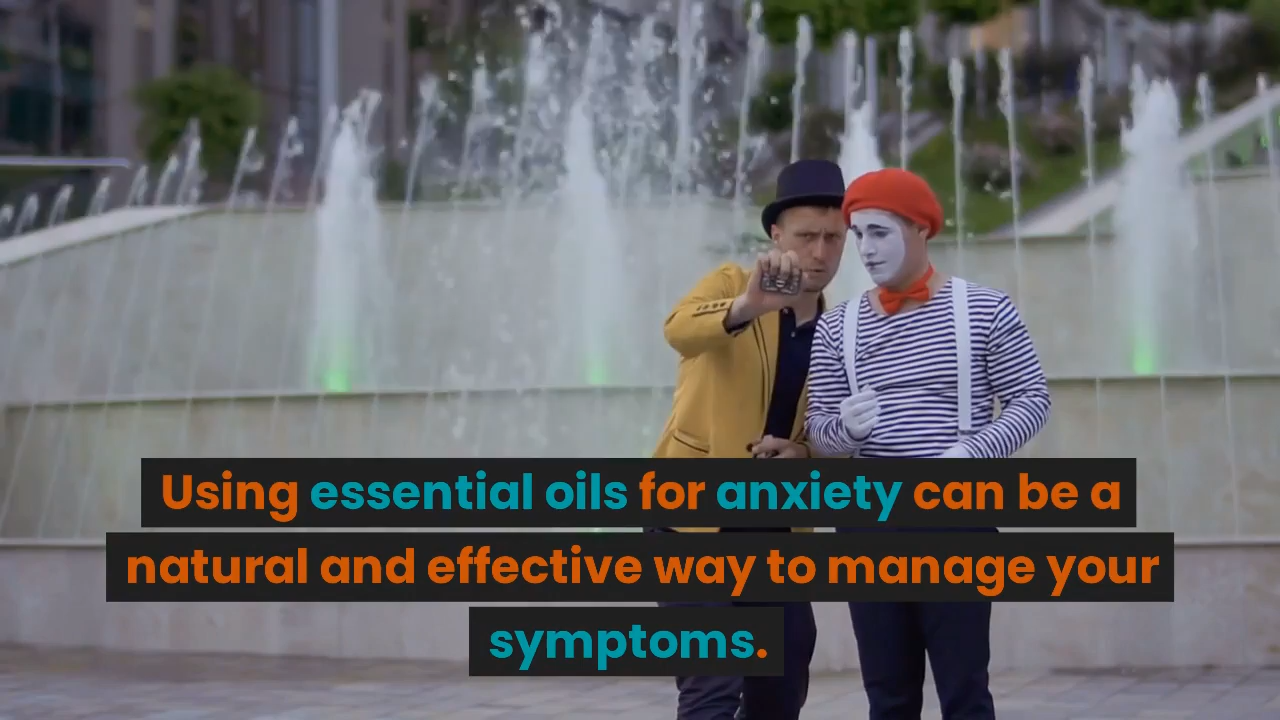 Using essential oils for anxiety can be a
natural and effective way to manage your
symptoms.